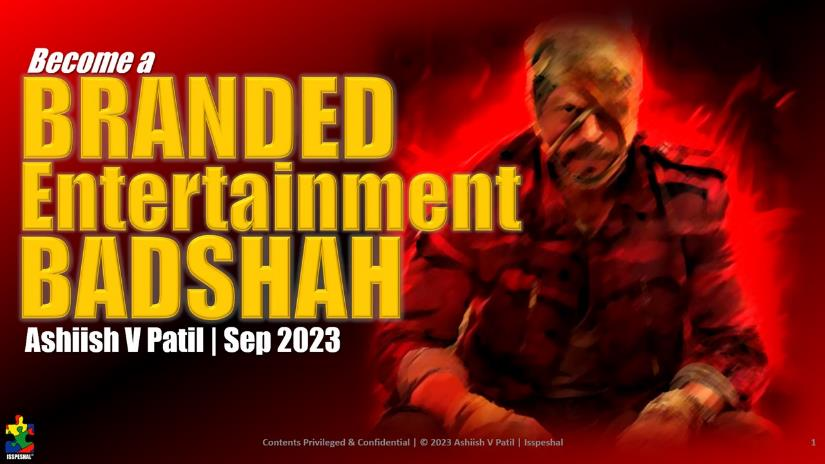 Become a
BRANDED
Entertainment
BADSHAH
Ashiish V Patil | Sep 2023
ISSPESHAL
Contents Privileged & Confidential | © 2023 Ashiish V Patil | Isspeshal
1